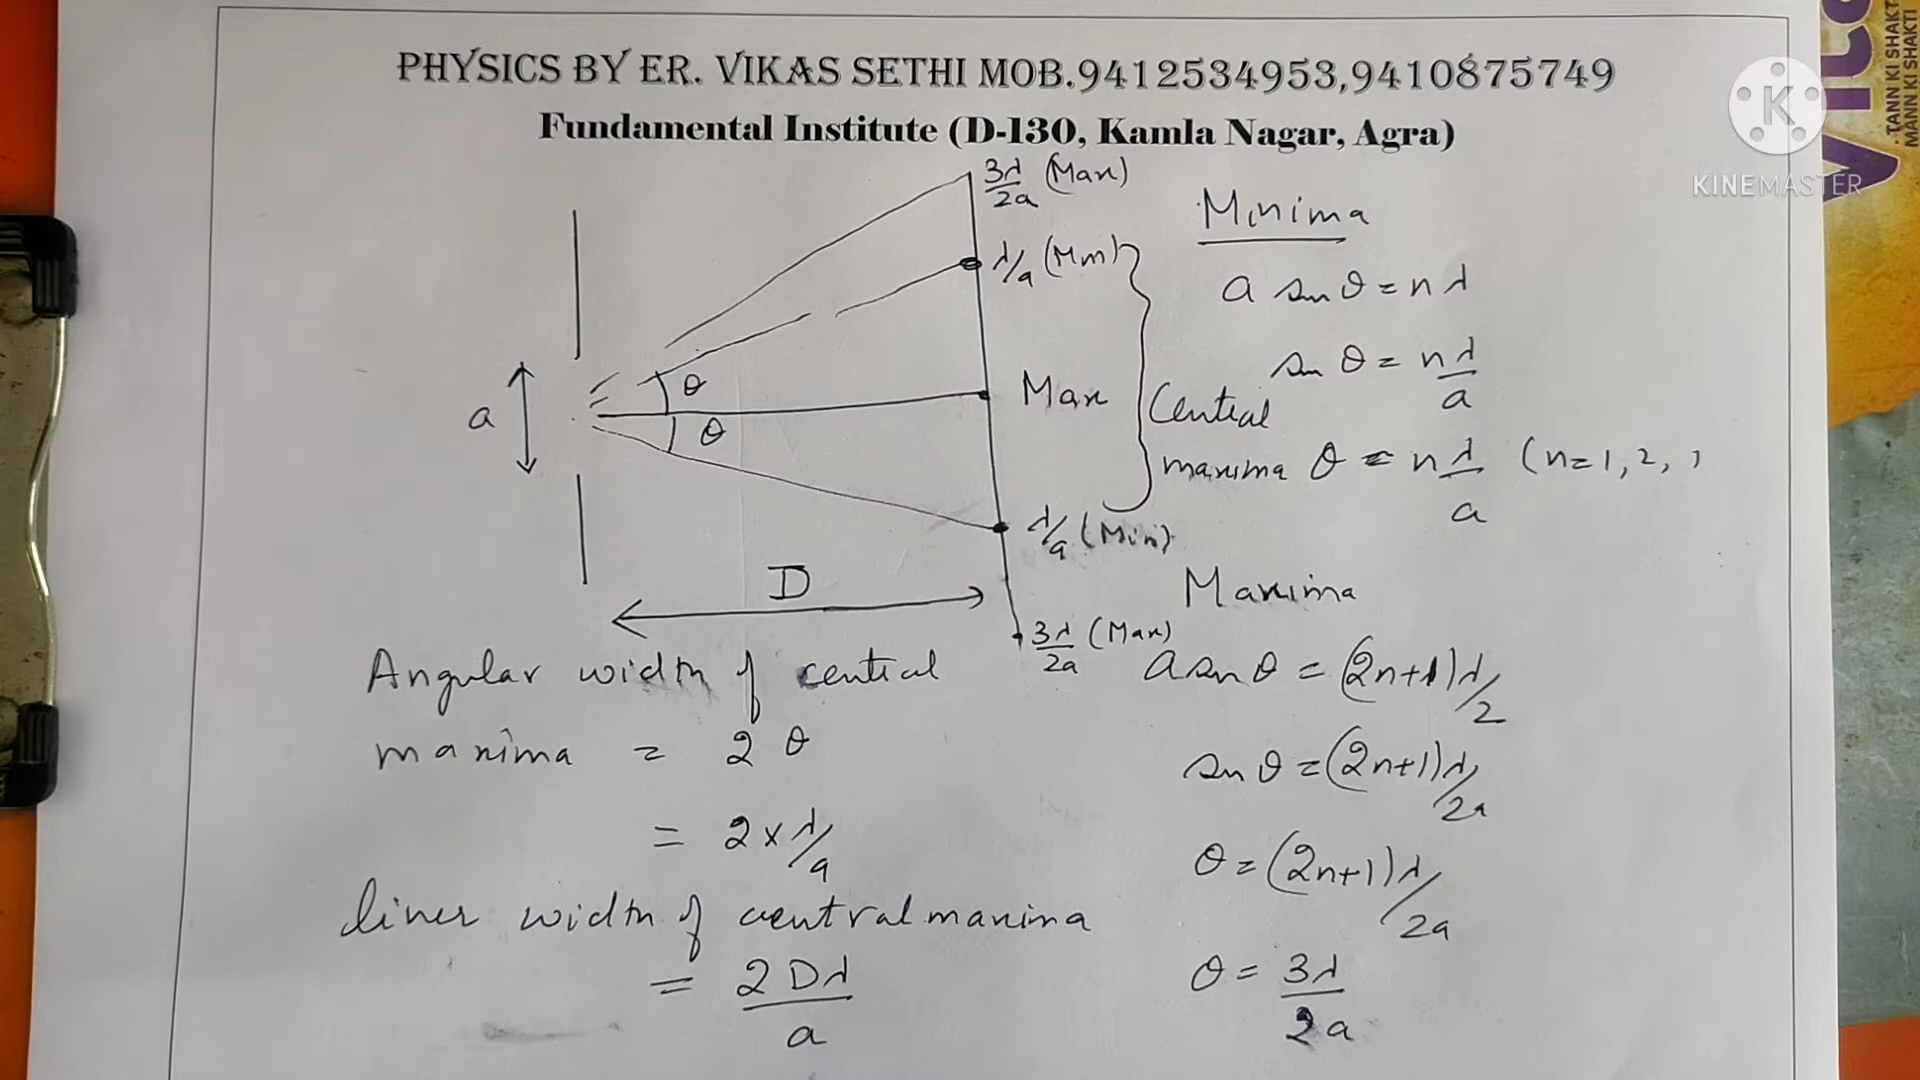 PHYSICS BY ER. VIKAS SETHI MOB.9412534953,9410875749
Fundamental Institute (D-130, Kamla Nagar, Agra)
K
KINEMASTER
TANN KI SHAKTI
MANN KI SHAKTI
3λ/2a (Max)
λ/a (Min)
Max
Central
maxima
λ/a (Min)
3λ/2a (Max)
a
θ
θ
D
Minima
a sin θ = nλ
sin θ = nλ/a
θ = nλ/a (n=1, 2, )
Maxima
a sin θ = (2n+1)λ/2
sin θ = (2n+1)λ/2a
θ = (2n+1)λ/2a
θ = 3λ/2a
Angular width of central
maxima = 2 θ
= 2 × λ/a
liner width of central maxima
= 2Dλ/a